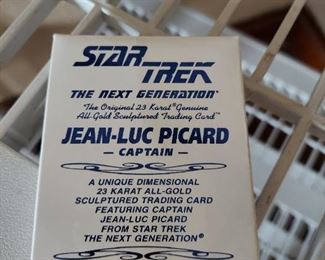 STAR TREK
THE NEXT GENERATION®
The Original 23 Karat Genuine
All-Gold Sculptured Trading Card™
JEAN-LUC PICARD
– CAPTAIN –
A UNIQUE DIMENSIONAL
23 KARAT ALL-GOLD
SCULPTURED TRADING CARD
FEATURING CAPTAIN
JEAN-LUC PICARD
FROM STAR TREK
THE NEXT GENERATION®